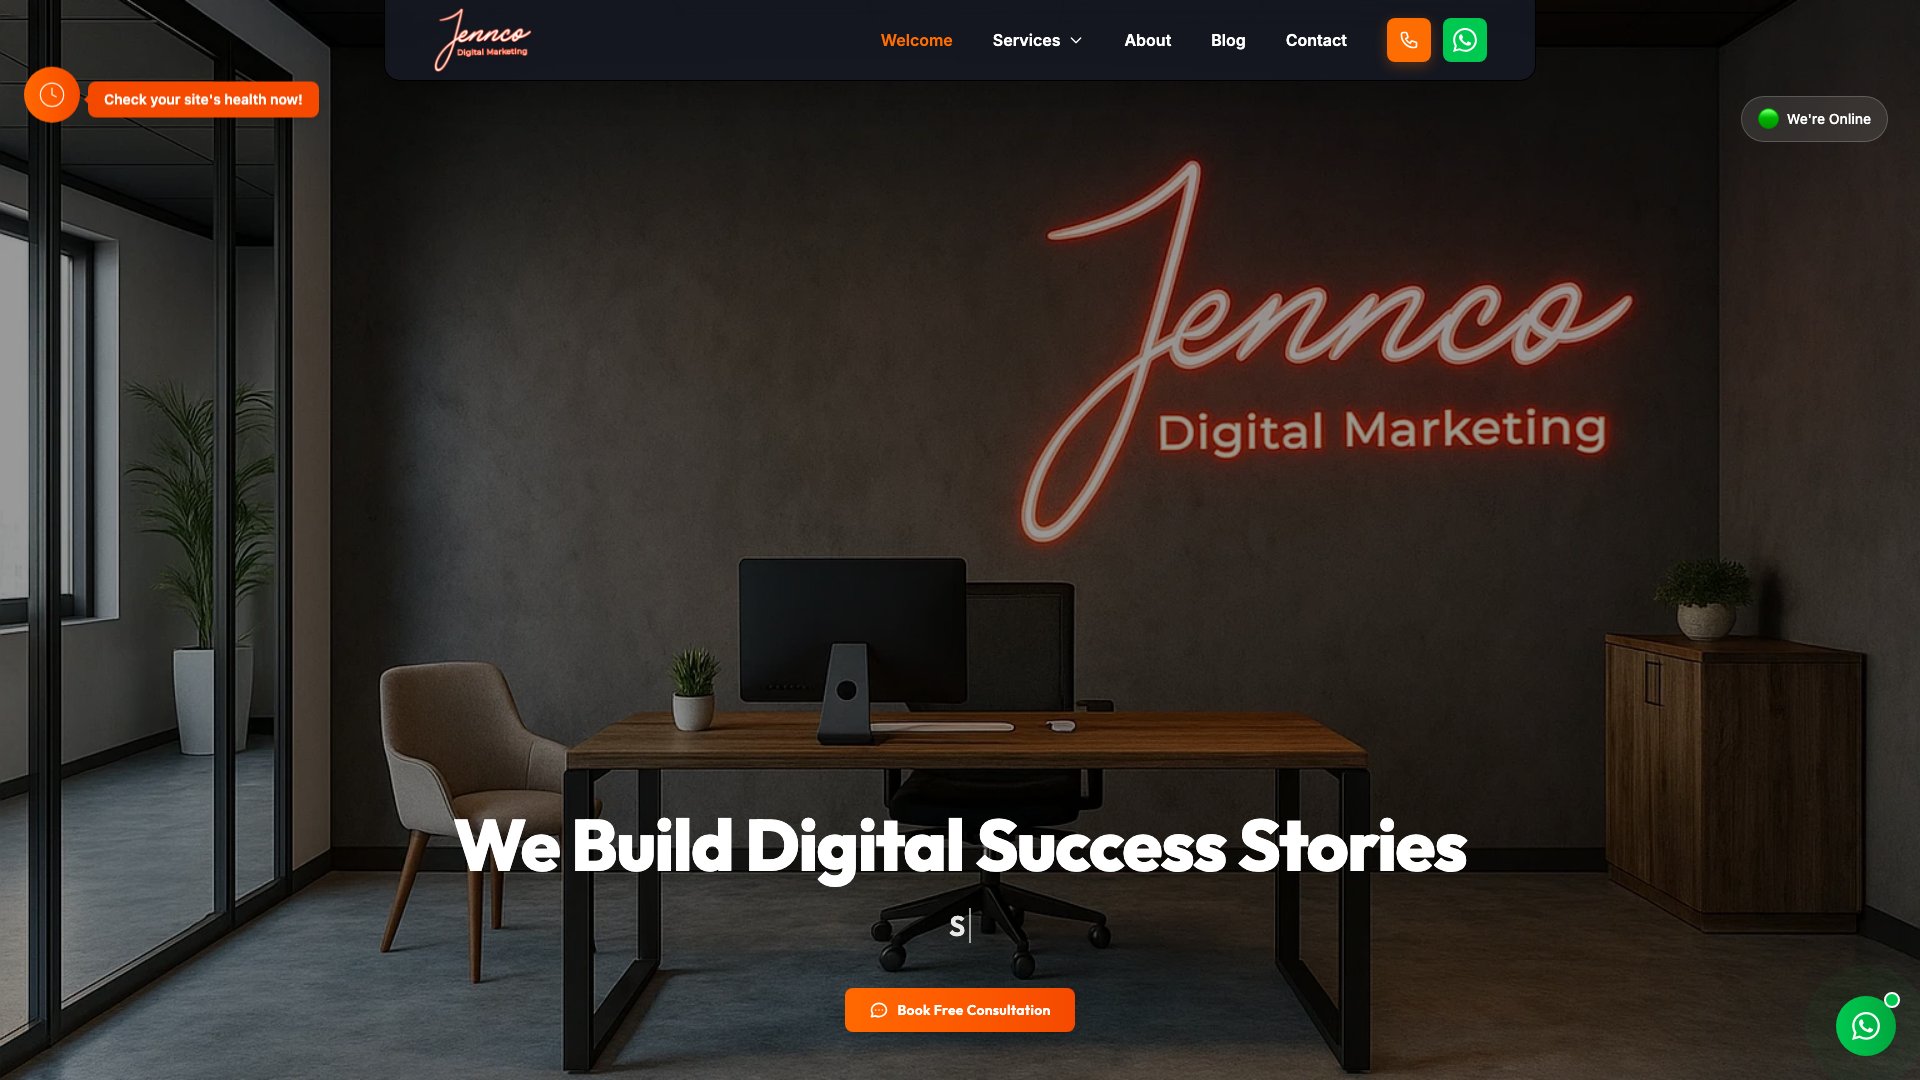 Jennco
Digital Marketing
Welcome
Services
About
Blog
Contact
Check your site's health now!
We're Online
Jennco
Digital Marketing
We Build Digital Success Stories
S
Book Free Consultation